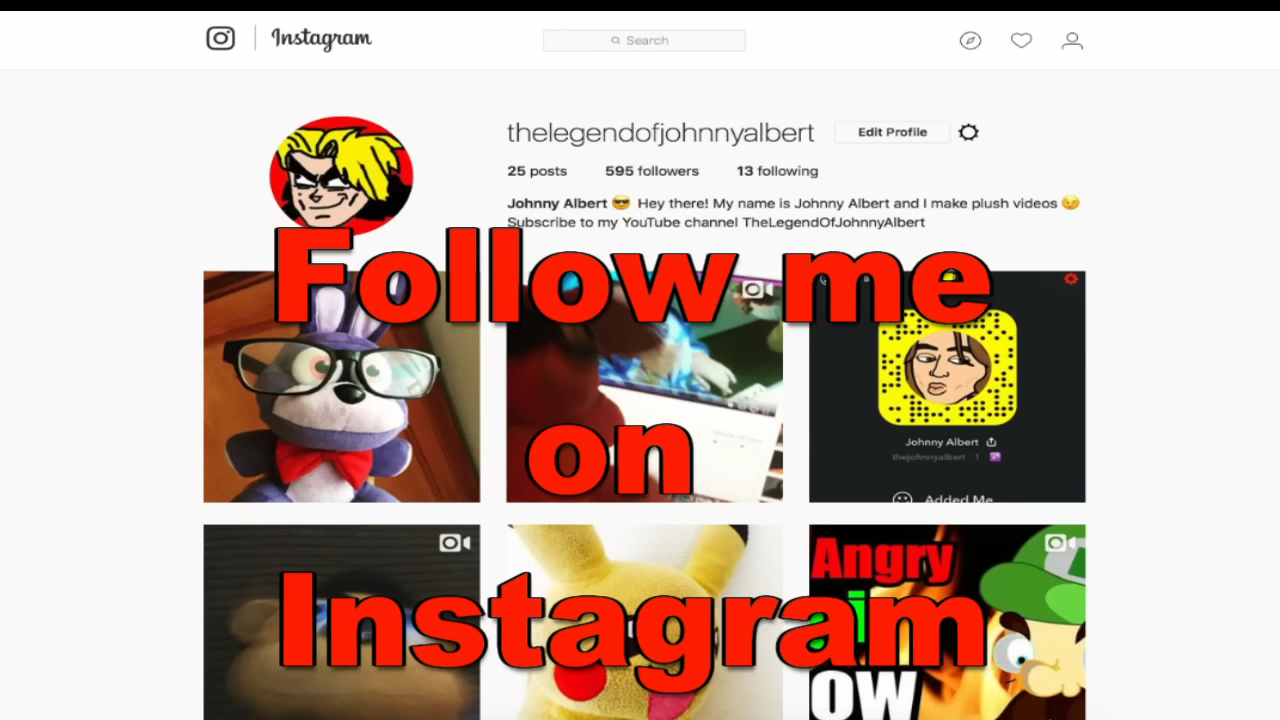 Instagram
Search
thelegendofjohnnyalbert
Edit Profile
25 posts 595 followers 13 following
Johnny Albert 😎 Hey there! My name is Johnny Albert and I make plush videos 😉
Subscribe to my YouTube channel TheLegendOfJohnnyAlbert
Follow me
on
Instagram
Johnny Albert
thejohnnyalbert 1
Added Me
Angry
OW